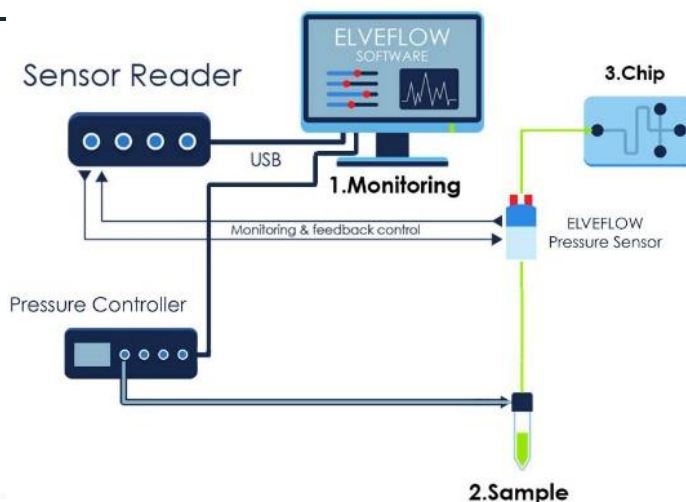 ELVEFLOW
SOFTWARE
Sensor Reader
3.Chip
USB
1.Monitoring
Monitoring & feedback control
ELVEFLOW
Pressure Sensor
Pressure Controller
2.Sample